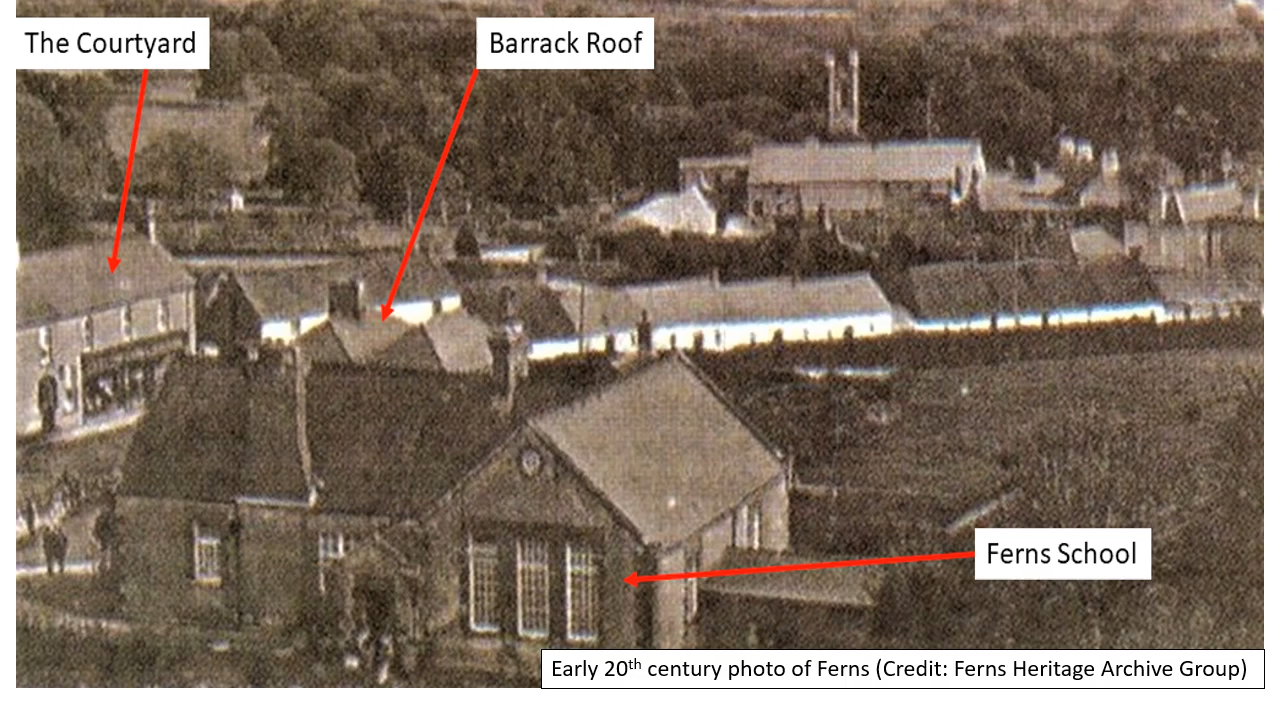 The Courtyard
Barrack Roof
Ferns School
Early 20th century photo of Ferns (Credit: Ferns Heritage Archive Group)